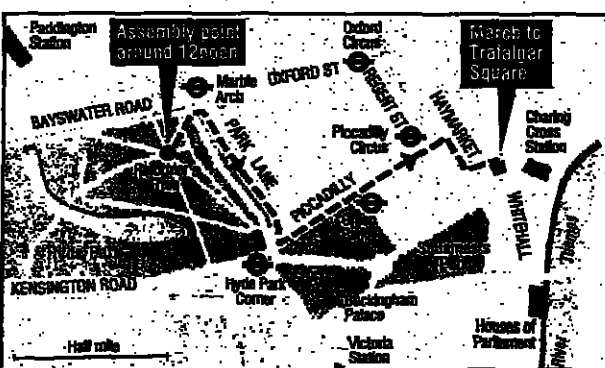 Paddington
Station
Assembly point
around 12noon
Oxford
Circus
March to
Trafalgar
Square
Marble
Arch
OXFORD ST
REGENT ST
HAYMARKET
BAYSWATER ROAD
PARK LANE
Piccadilly
Circus
Charing
Cross
Station
PICCADILLY
WHITEHALL
Thames
KENSINGTON ROAD
Hyde Park
Corner
Buckingham
Palace
Houses of
Parliament
Half mile
Victoria
Station
River